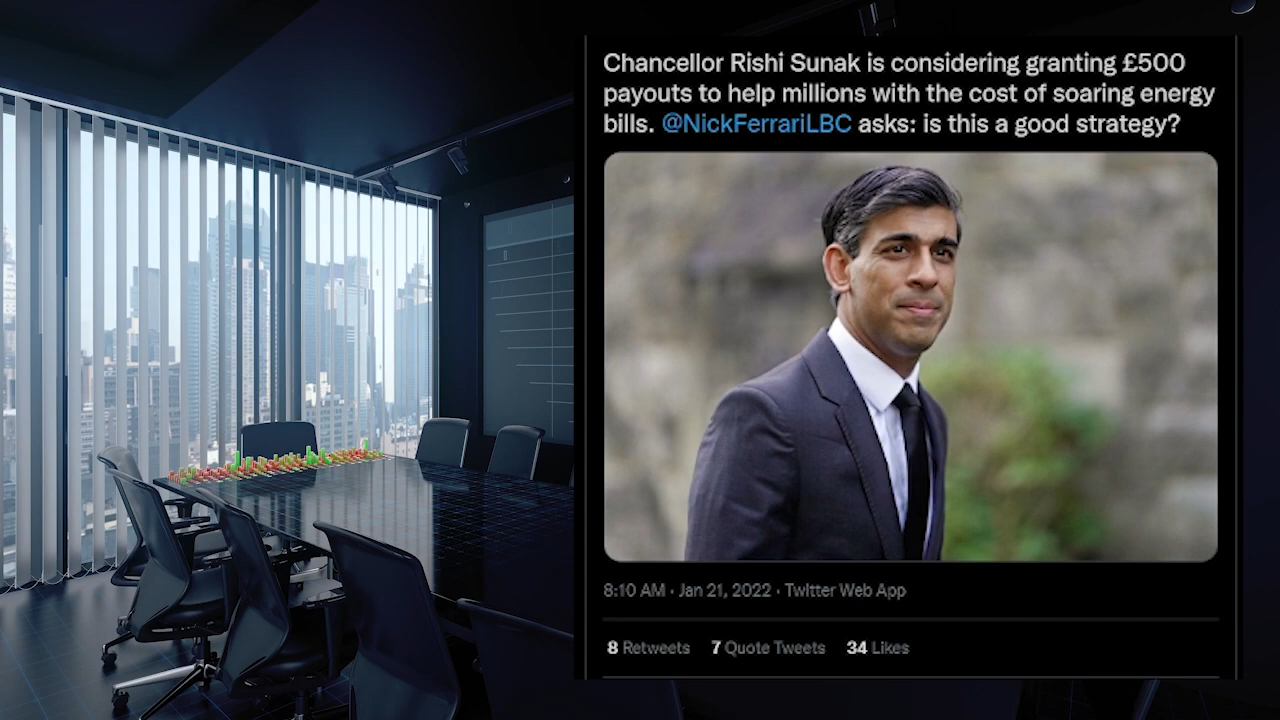 Chancellor Rishi Sunak is considering granting £500
payouts to help millions with the cost of soaring energy
bills. @NickFerrariLBC asks: is this a good strategy?
8:10 AM · Jan 21, 2022 · Twitter Web App
8 Retweets 7 Quote Tweets 34 Likes